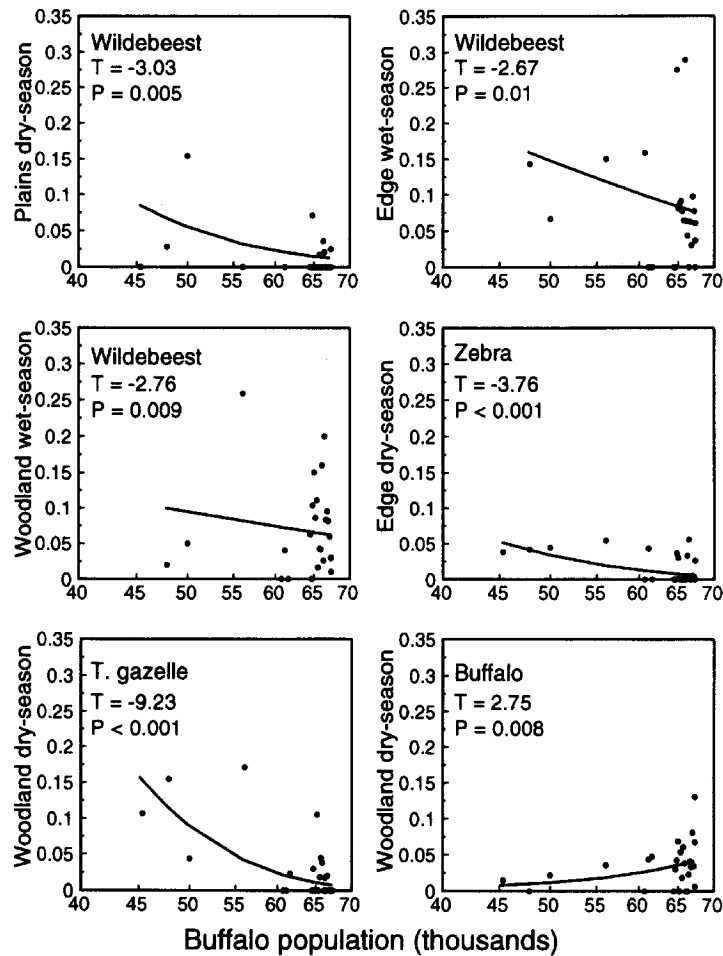 Plains dry-season
0.35
0.3
0.25
0.2
0.15
0.1
0.05
0
Wildebeest
T = -3.03
P = 0.005
40 45 50 55 60 65 70
Edge wet-season
0.35
0.3
0.25
0.2
0.15
0.1
0.05
0
Wildebeest
T = -2.67
P = 0.01
40 45 50 55 60 65 70
Woodland wet-season
0.35
0.3
0.25
0.2
0.15
0.1
0.05
0
Wildebeest
T = -2.76
P = 0.009
40 45 50 55 60 65 70
Edge dry-season
0.35
0.3
0.25
0.2
0.15
0.1
0.05
0
Zebra
T = -3.76
P < 0.001
40 45 50 55 60 65 70
Woodland dry-season
0.35
0.3
0.25
0.2
0.15
0.1
0.05
0
T. gazelle
T = -9.23
P < 0.001
40 45 50 55 60 65 70
Woodland dry-season
0.35
0.3
0.25
0.2
0.15
0.1
0.05
0
Buffalo
T = 2.75
P = 0.008
40 45 50 55 60 65 70
Buffalo population (thousands)